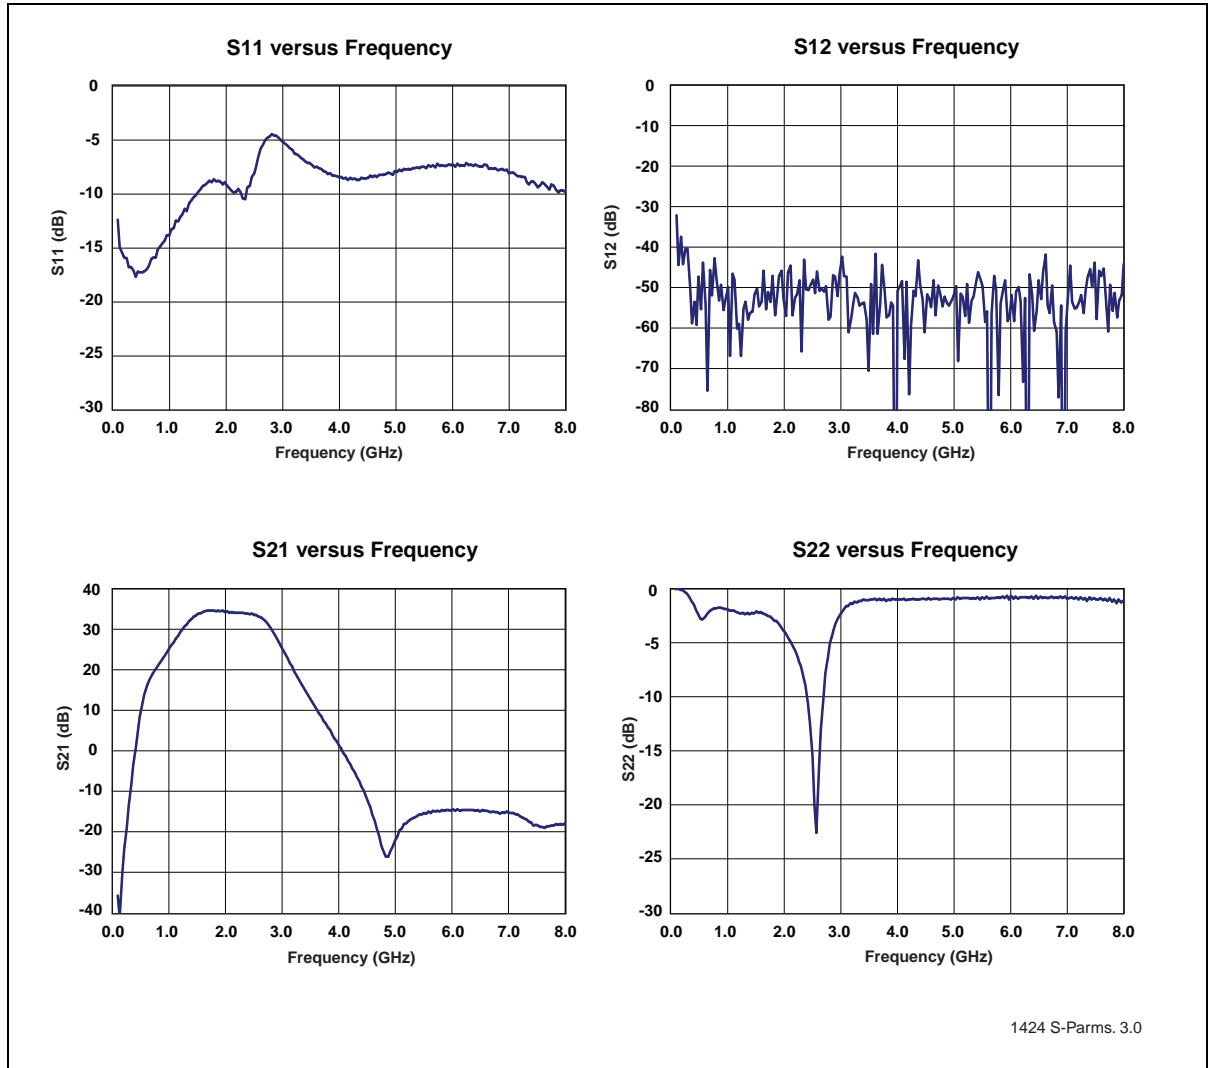 S11 versus Frequency
0
-5
-10
-15
-20
-25
-30
S11 (dB)
0.0 1.0 2.0 3.0 4.0 5.0 6.0 7.0 8.0
Frequency (GHz)
S12 versus Frequency
0
-10
-20
-30
-40
-50
-60
-70
-80
S12 (dB)
0.0 1.0 2.0 3.0 4.0 5.0 6.0 7.0 8.0
Frequency (GHz)
S21 versus Frequency
40
30
20
10
0
-10
-20
-30
-40
S21 (dB)
0.0 1.0 2.0 3.0 4.0 5.0 6.0 7.0 8.0
Frequency (GHz)
S22 versus Frequency
0
-5
-10
-15
-20
-25
-30
S22 (dB)
0.0 1.0 2.0 3.0 4.0 5.0 6.0 7.0 8.0
Frequency (GHz)
1424 S-Parms. 3.0